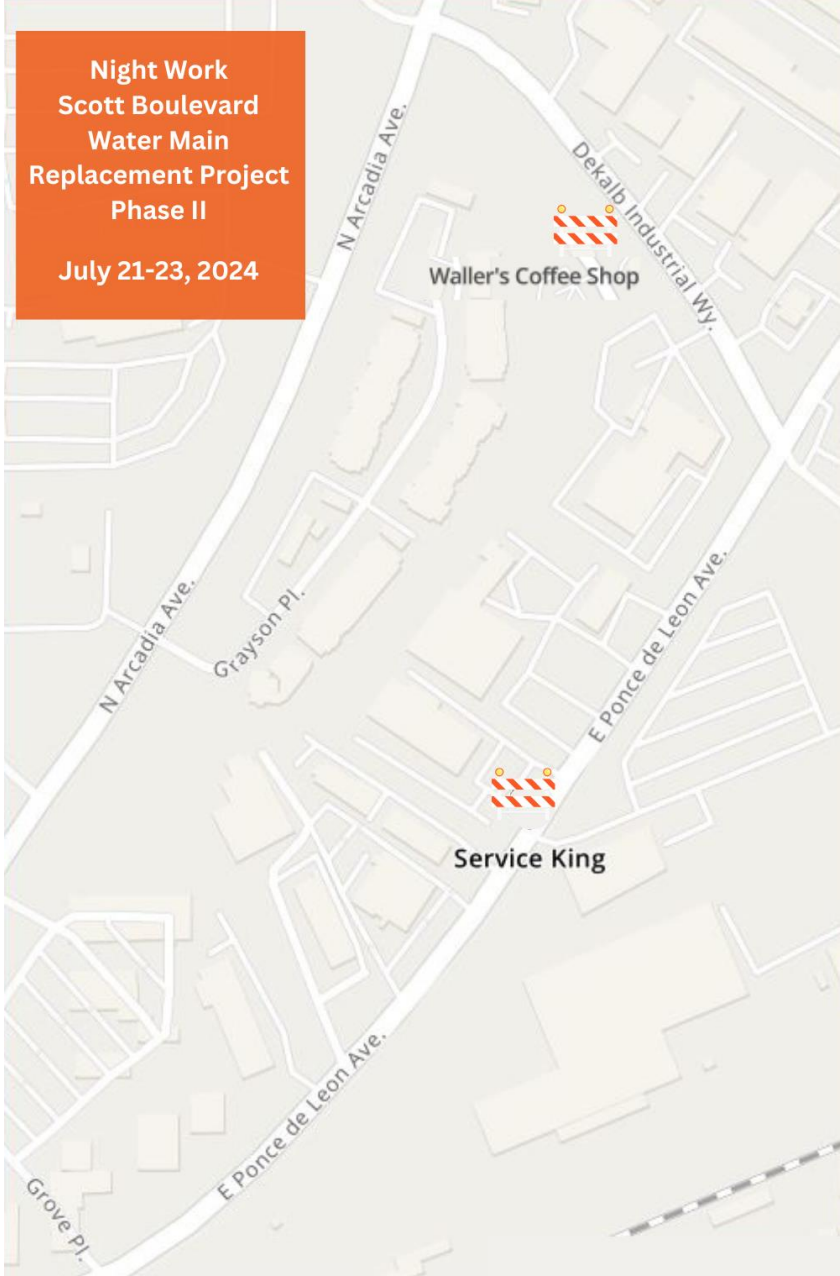 Night Work
Scott Boulevard
Water Main
Replacement Project
Phase II
July 21-23, 2024
N Arcadia Ave.
Dekalb Industrial Wy.
Waller's Coffee Shop
N Arcadia Ave.
Grayson Pl.
E Ponce de Leon Ave.
Service King
E Ponce de Leon Ave.
Grove Pl.